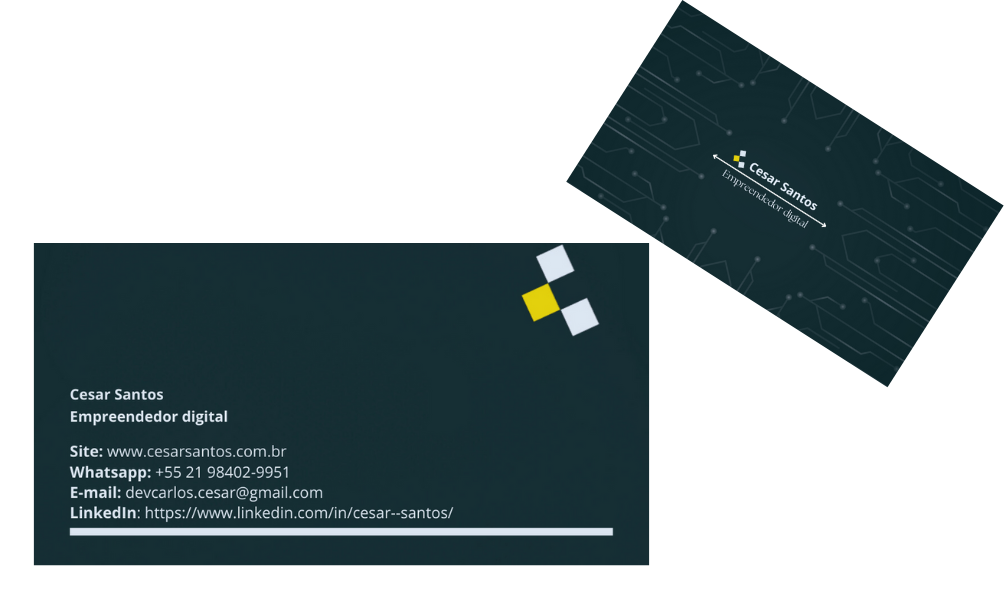 Cesar Santos
Empreendedor digital
Cesar Santos
Empreendedor digital
Site: www.cesarsantos.com.br
Whatsapp: +55 21 98402-9951
E-mail: devcarlos.cesar@gmail.com
LinkedIn: https://www.linkedin.com/in/cesar--santos/